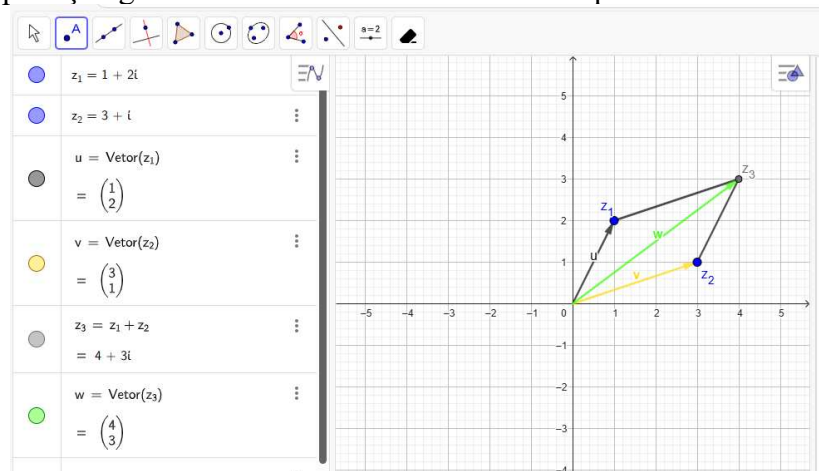 A
a=2
z₁ = 1 + 2i
z₂ = 3 + i
u = Vetor(z₁)
= (1 2)
v = Vetor(z₂)
= (3 1)
z₃ = z₁ + z₂
= 4 + 3i
w = Vetor(z₃)
= (4 3)
5
4
3
2
1
−5 −4 −3 −2 −1 0 1 2 3 4 5
−1
−2
−3
−4
z₃
z₁
w
u
v
z₂